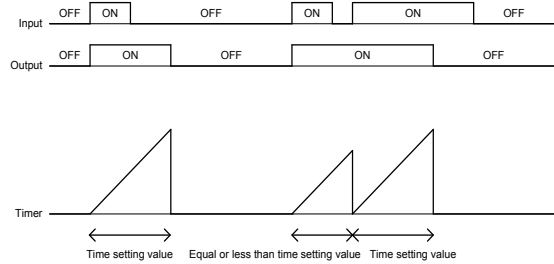 OFF ON OFF ON ON OFF
Input
OFF ON OFF ON OFF
Output
Timer
Time setting value Equal or less than time setting value Time setting value